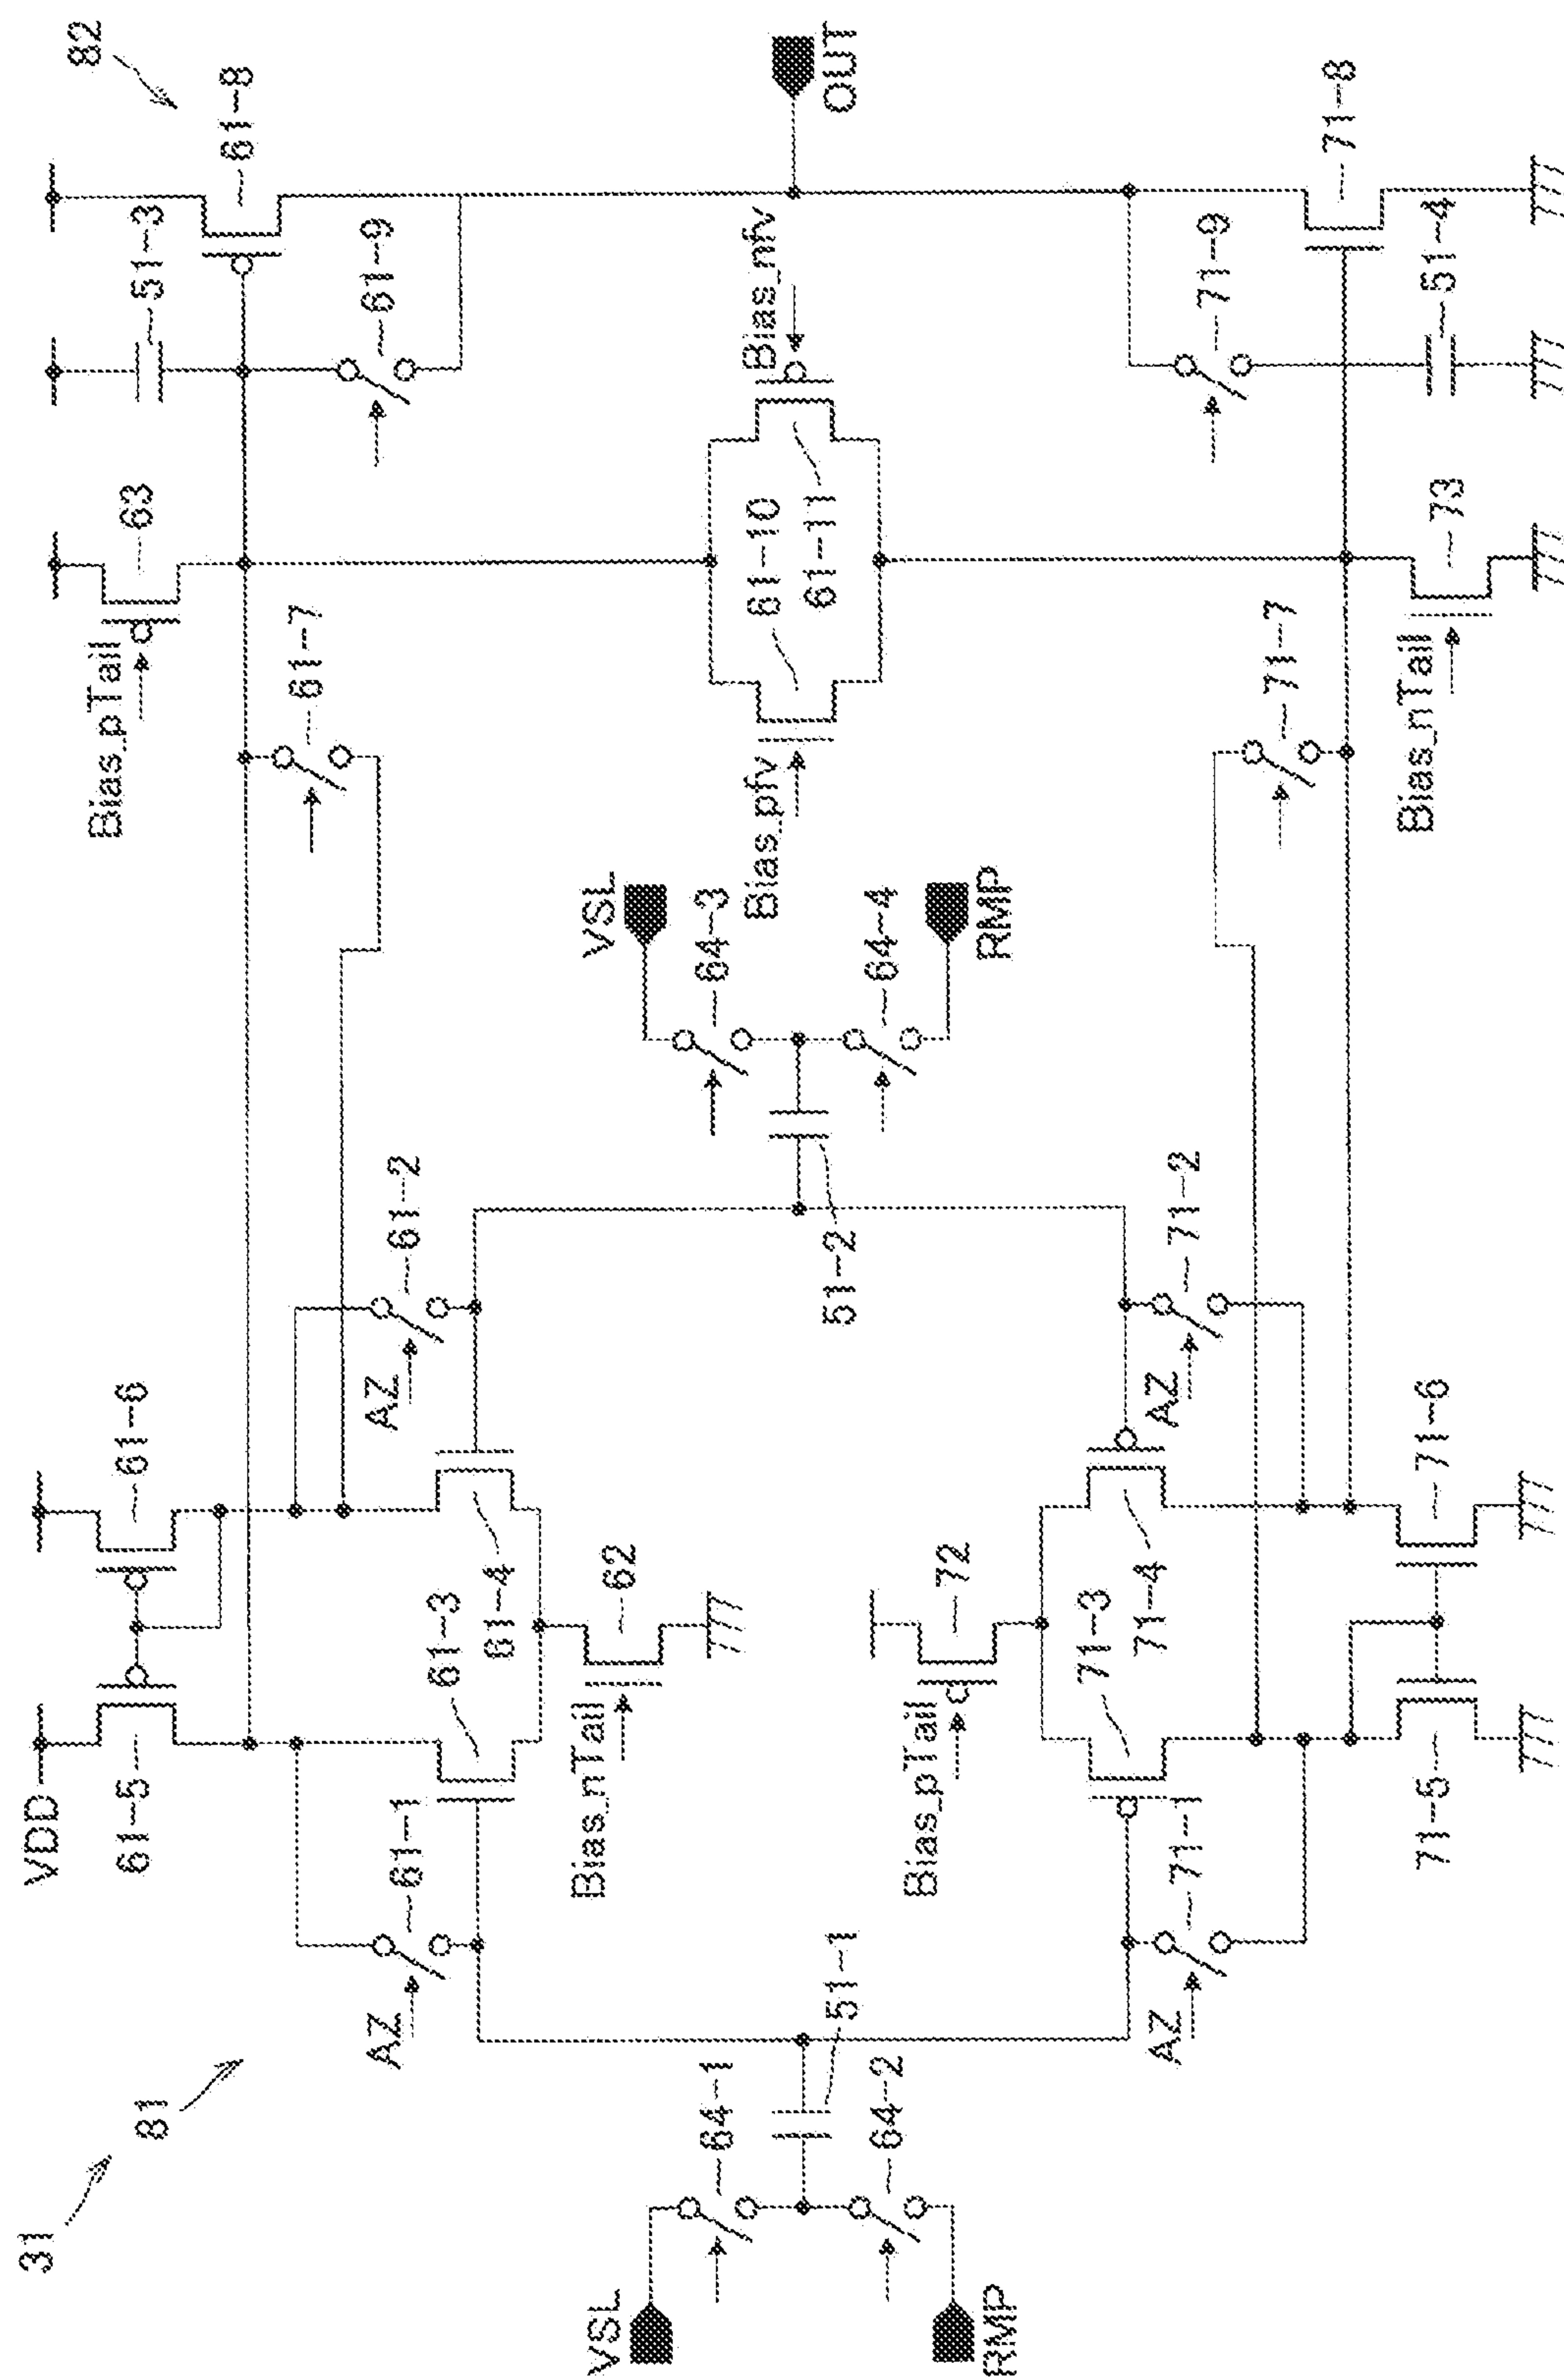 31
81
82
VDD
61-5
61-6
Bias_pTail
63
51-3
61-8
61-7
61-9
AZ
61-1
AZ
61-2
61-3
61-4
Bias_nTail
62
VSL
64-1
51-1
64-2
RMP
51-2
VSL
64-3
64-4
RMP
Bias_pfv
61-10
61-11
Bias_nfv
OUT
Bias_pTail
72
71-3
71-4
AZ
71-1
AZ
71-2
71-7
71-9
71-5
71-6
Bias_nTail
73
51-4
71-8